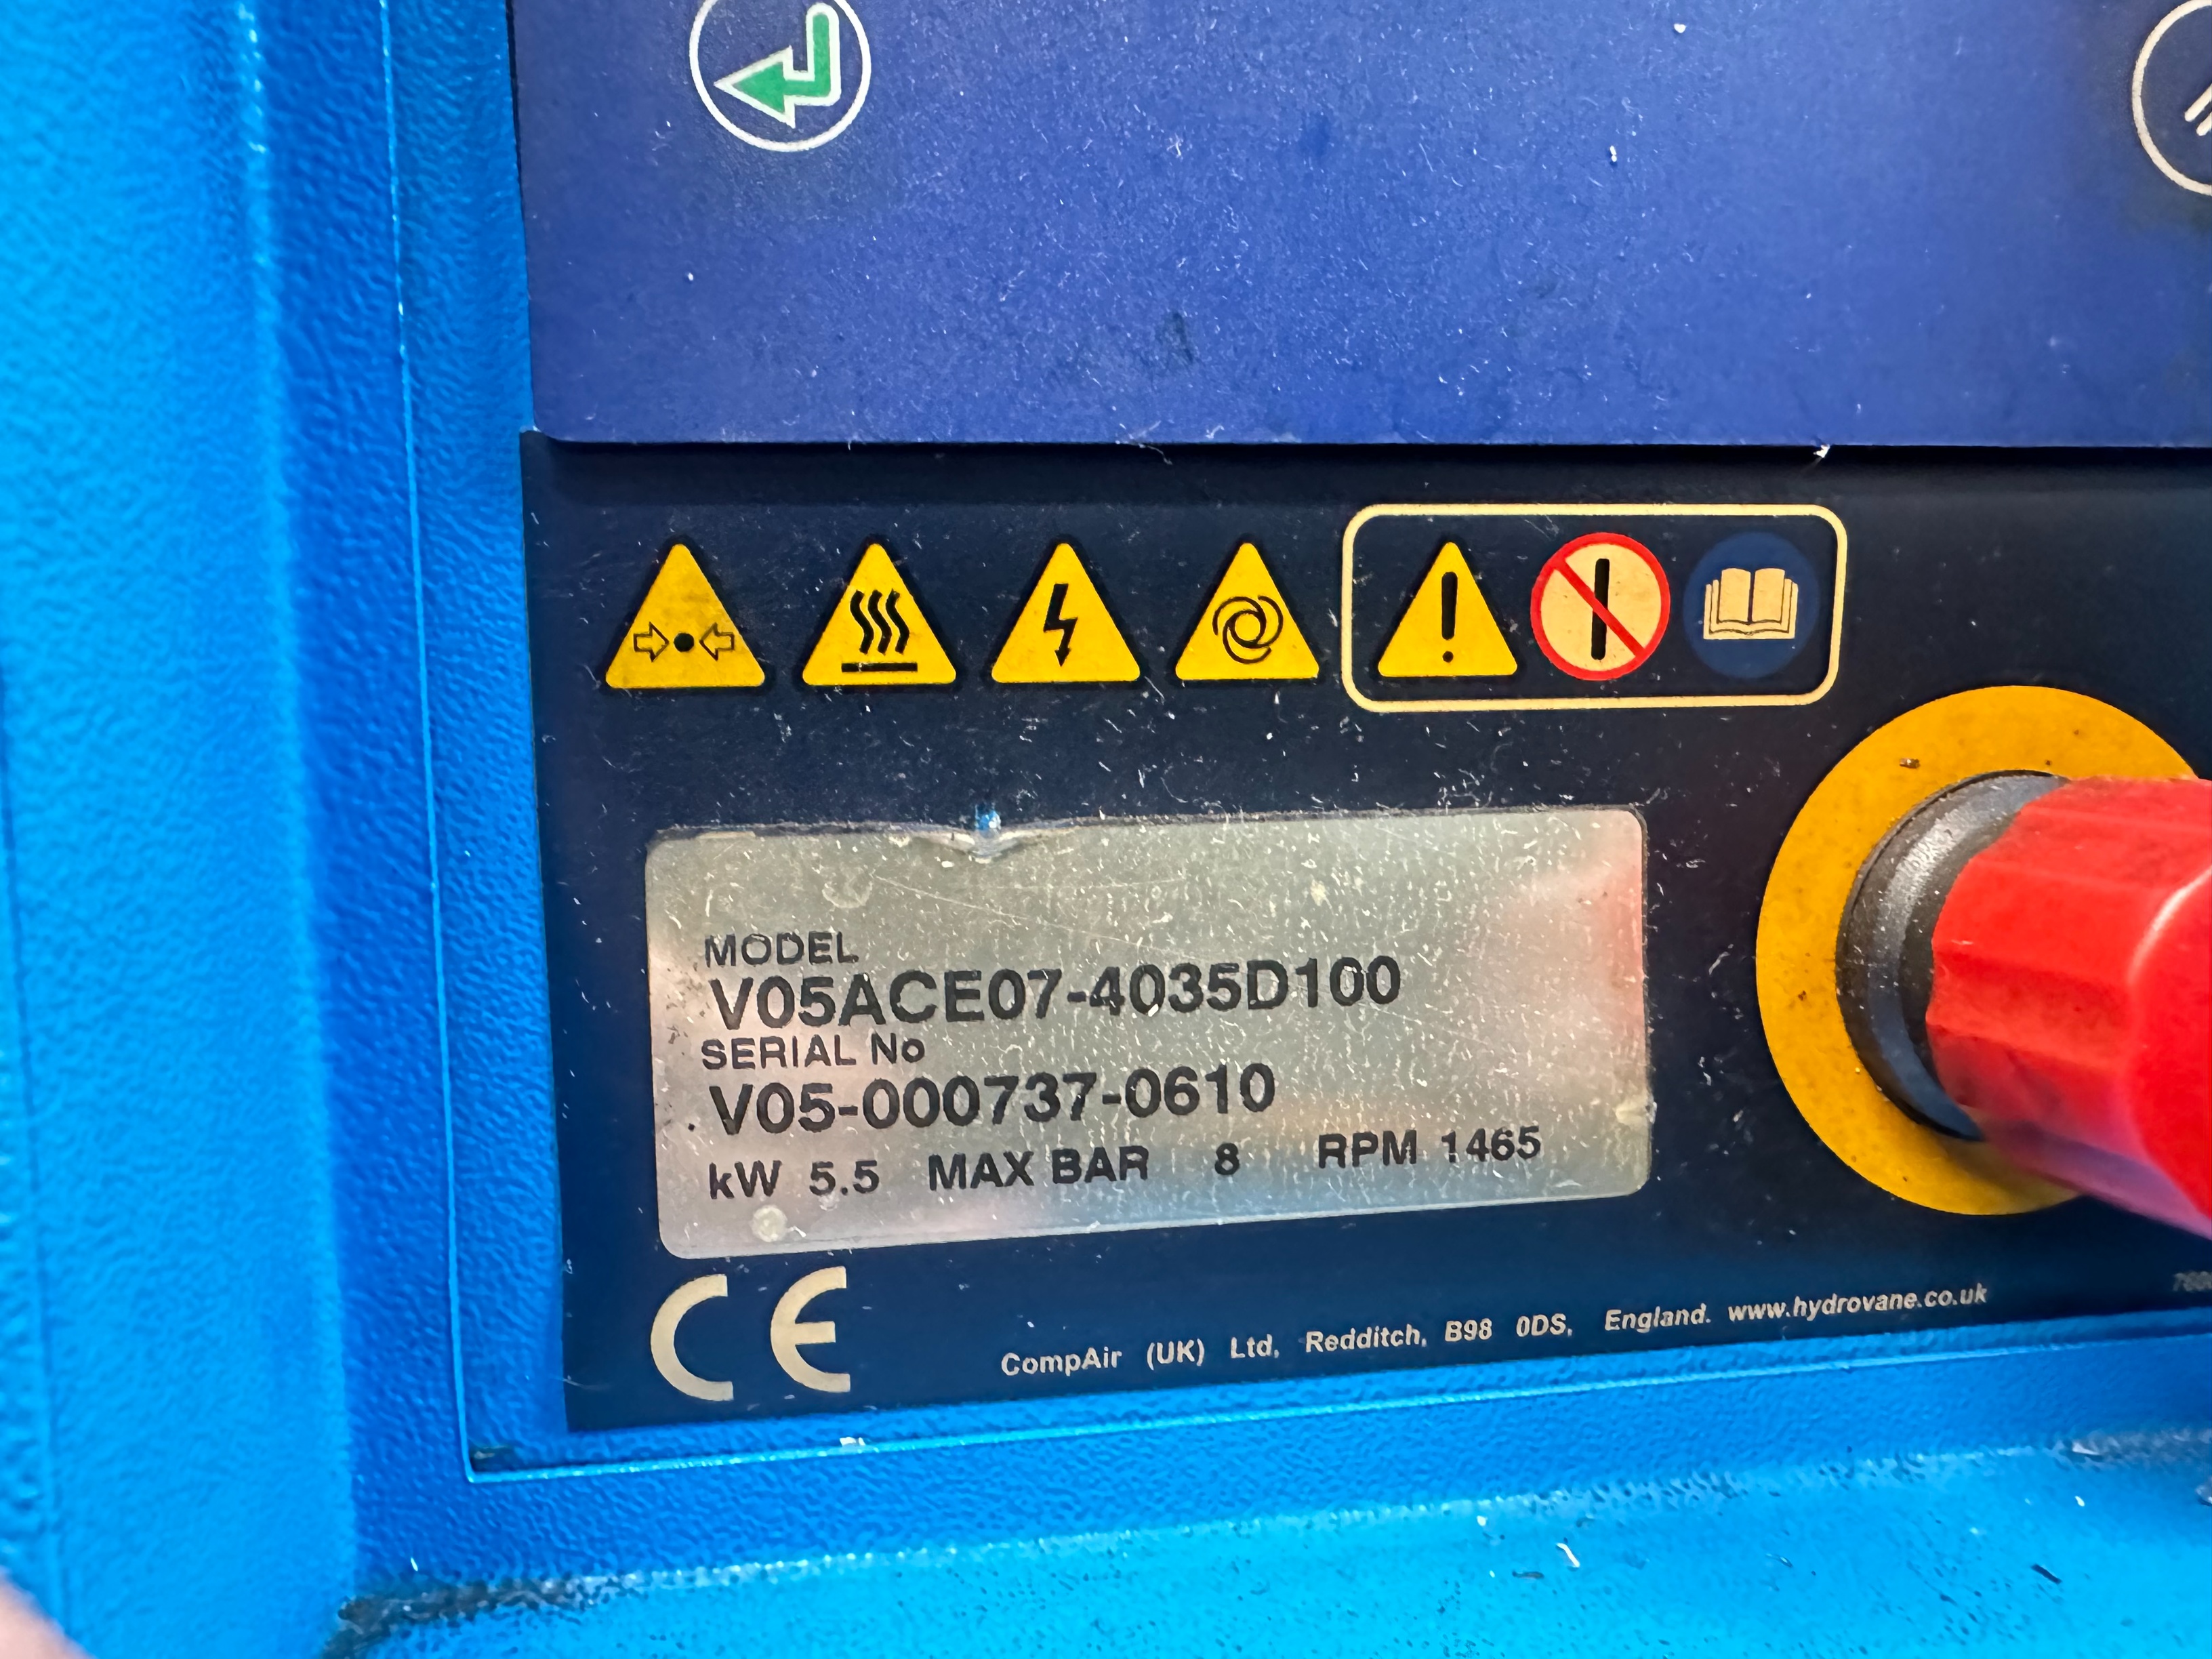 MODEL
V05ACE07-4035D100
SERIAL No
V05-000737-0610
kW 5.5 MAX BAR 8 RPM 1465
CE
CompAir (UK) Ltd, Redditch, B98 0DS, England. www.hydrovane.co.uk